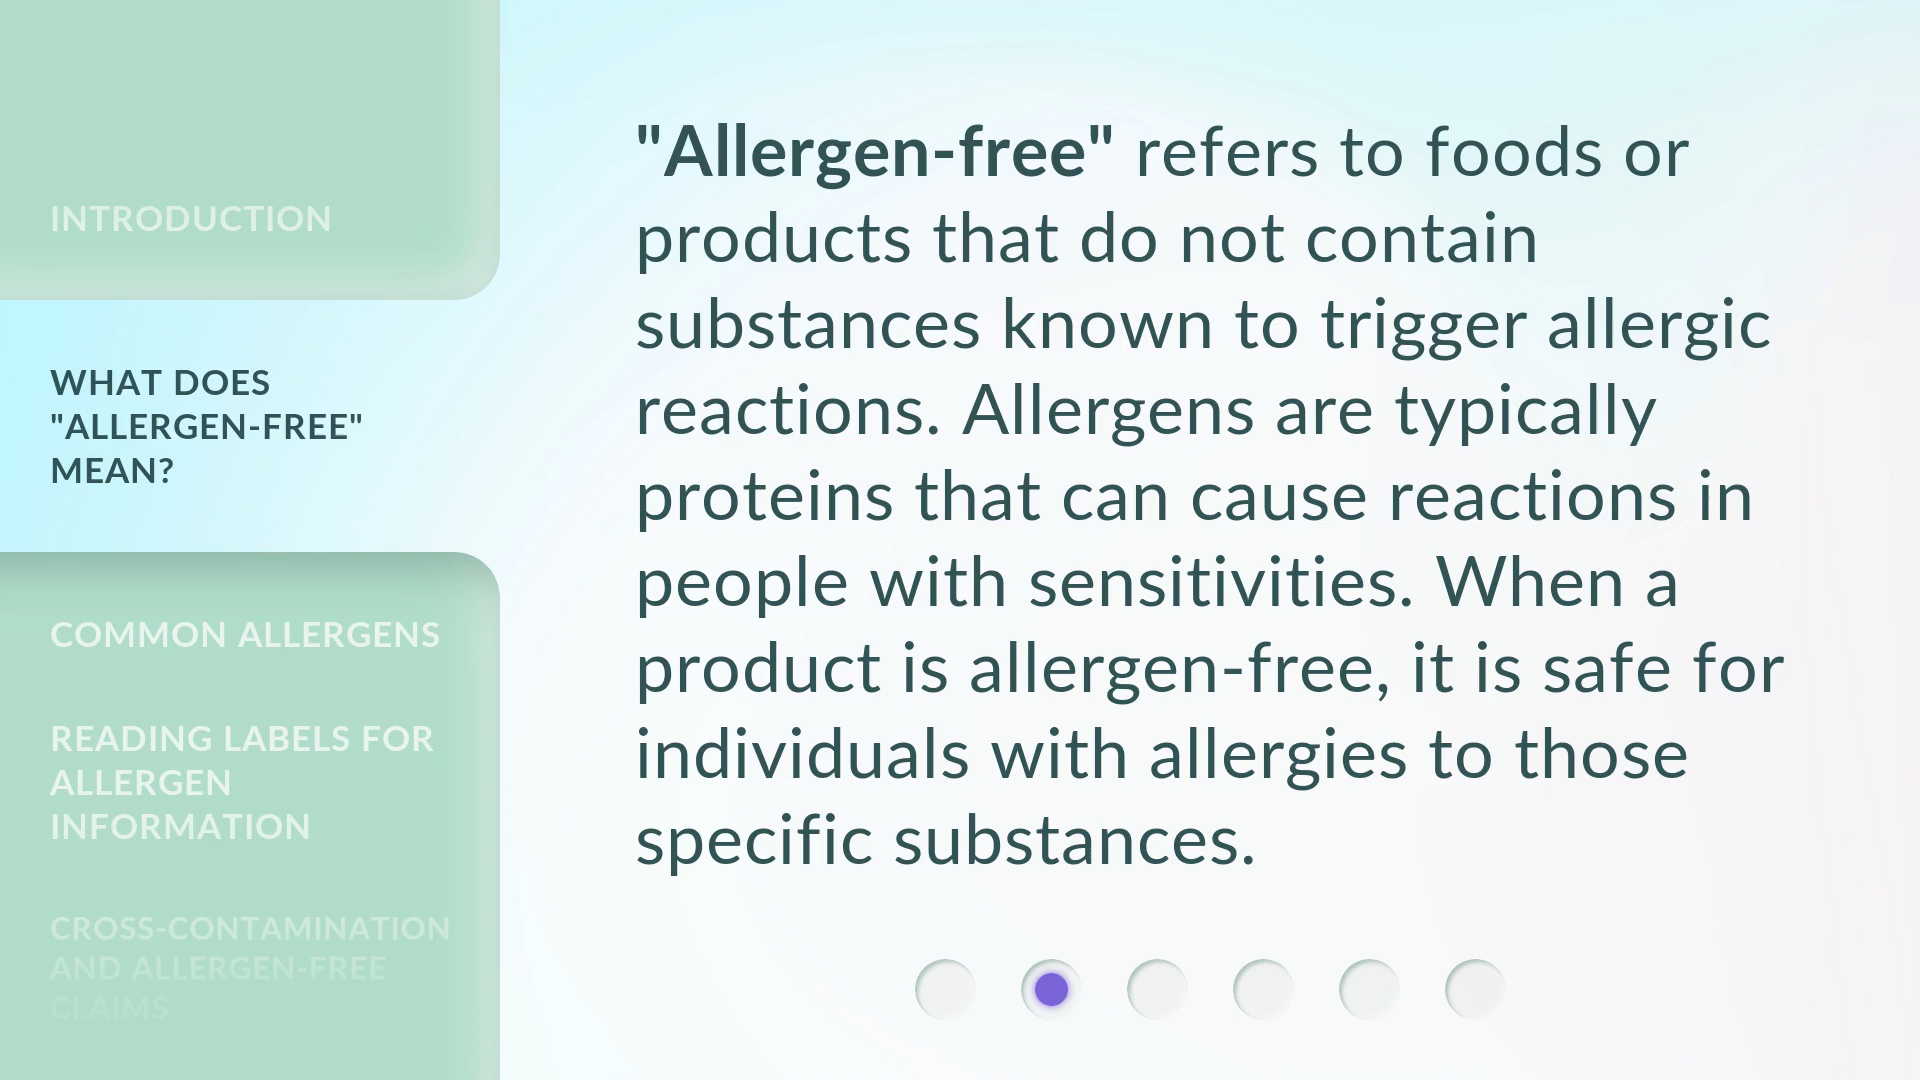 INTRODUCTION
WHAT DOES
"ALLERGEN-FREE"
MEAN?
COMMON ALLERGENS
READING LABELS FOR
ALLERGEN
INFORMATION
CROSS-CONTAMINATION
AND ALLERGEN-FREE
CLAIMS
"Allergen-free" refers to foods or
products that do not contain
substances known to trigger allergic
reactions. Allergens are typically
proteins that can cause reactions in
people with sensitivities. When a
product is allergen-free, it is safe for
individuals with allergies to those
specific substances.